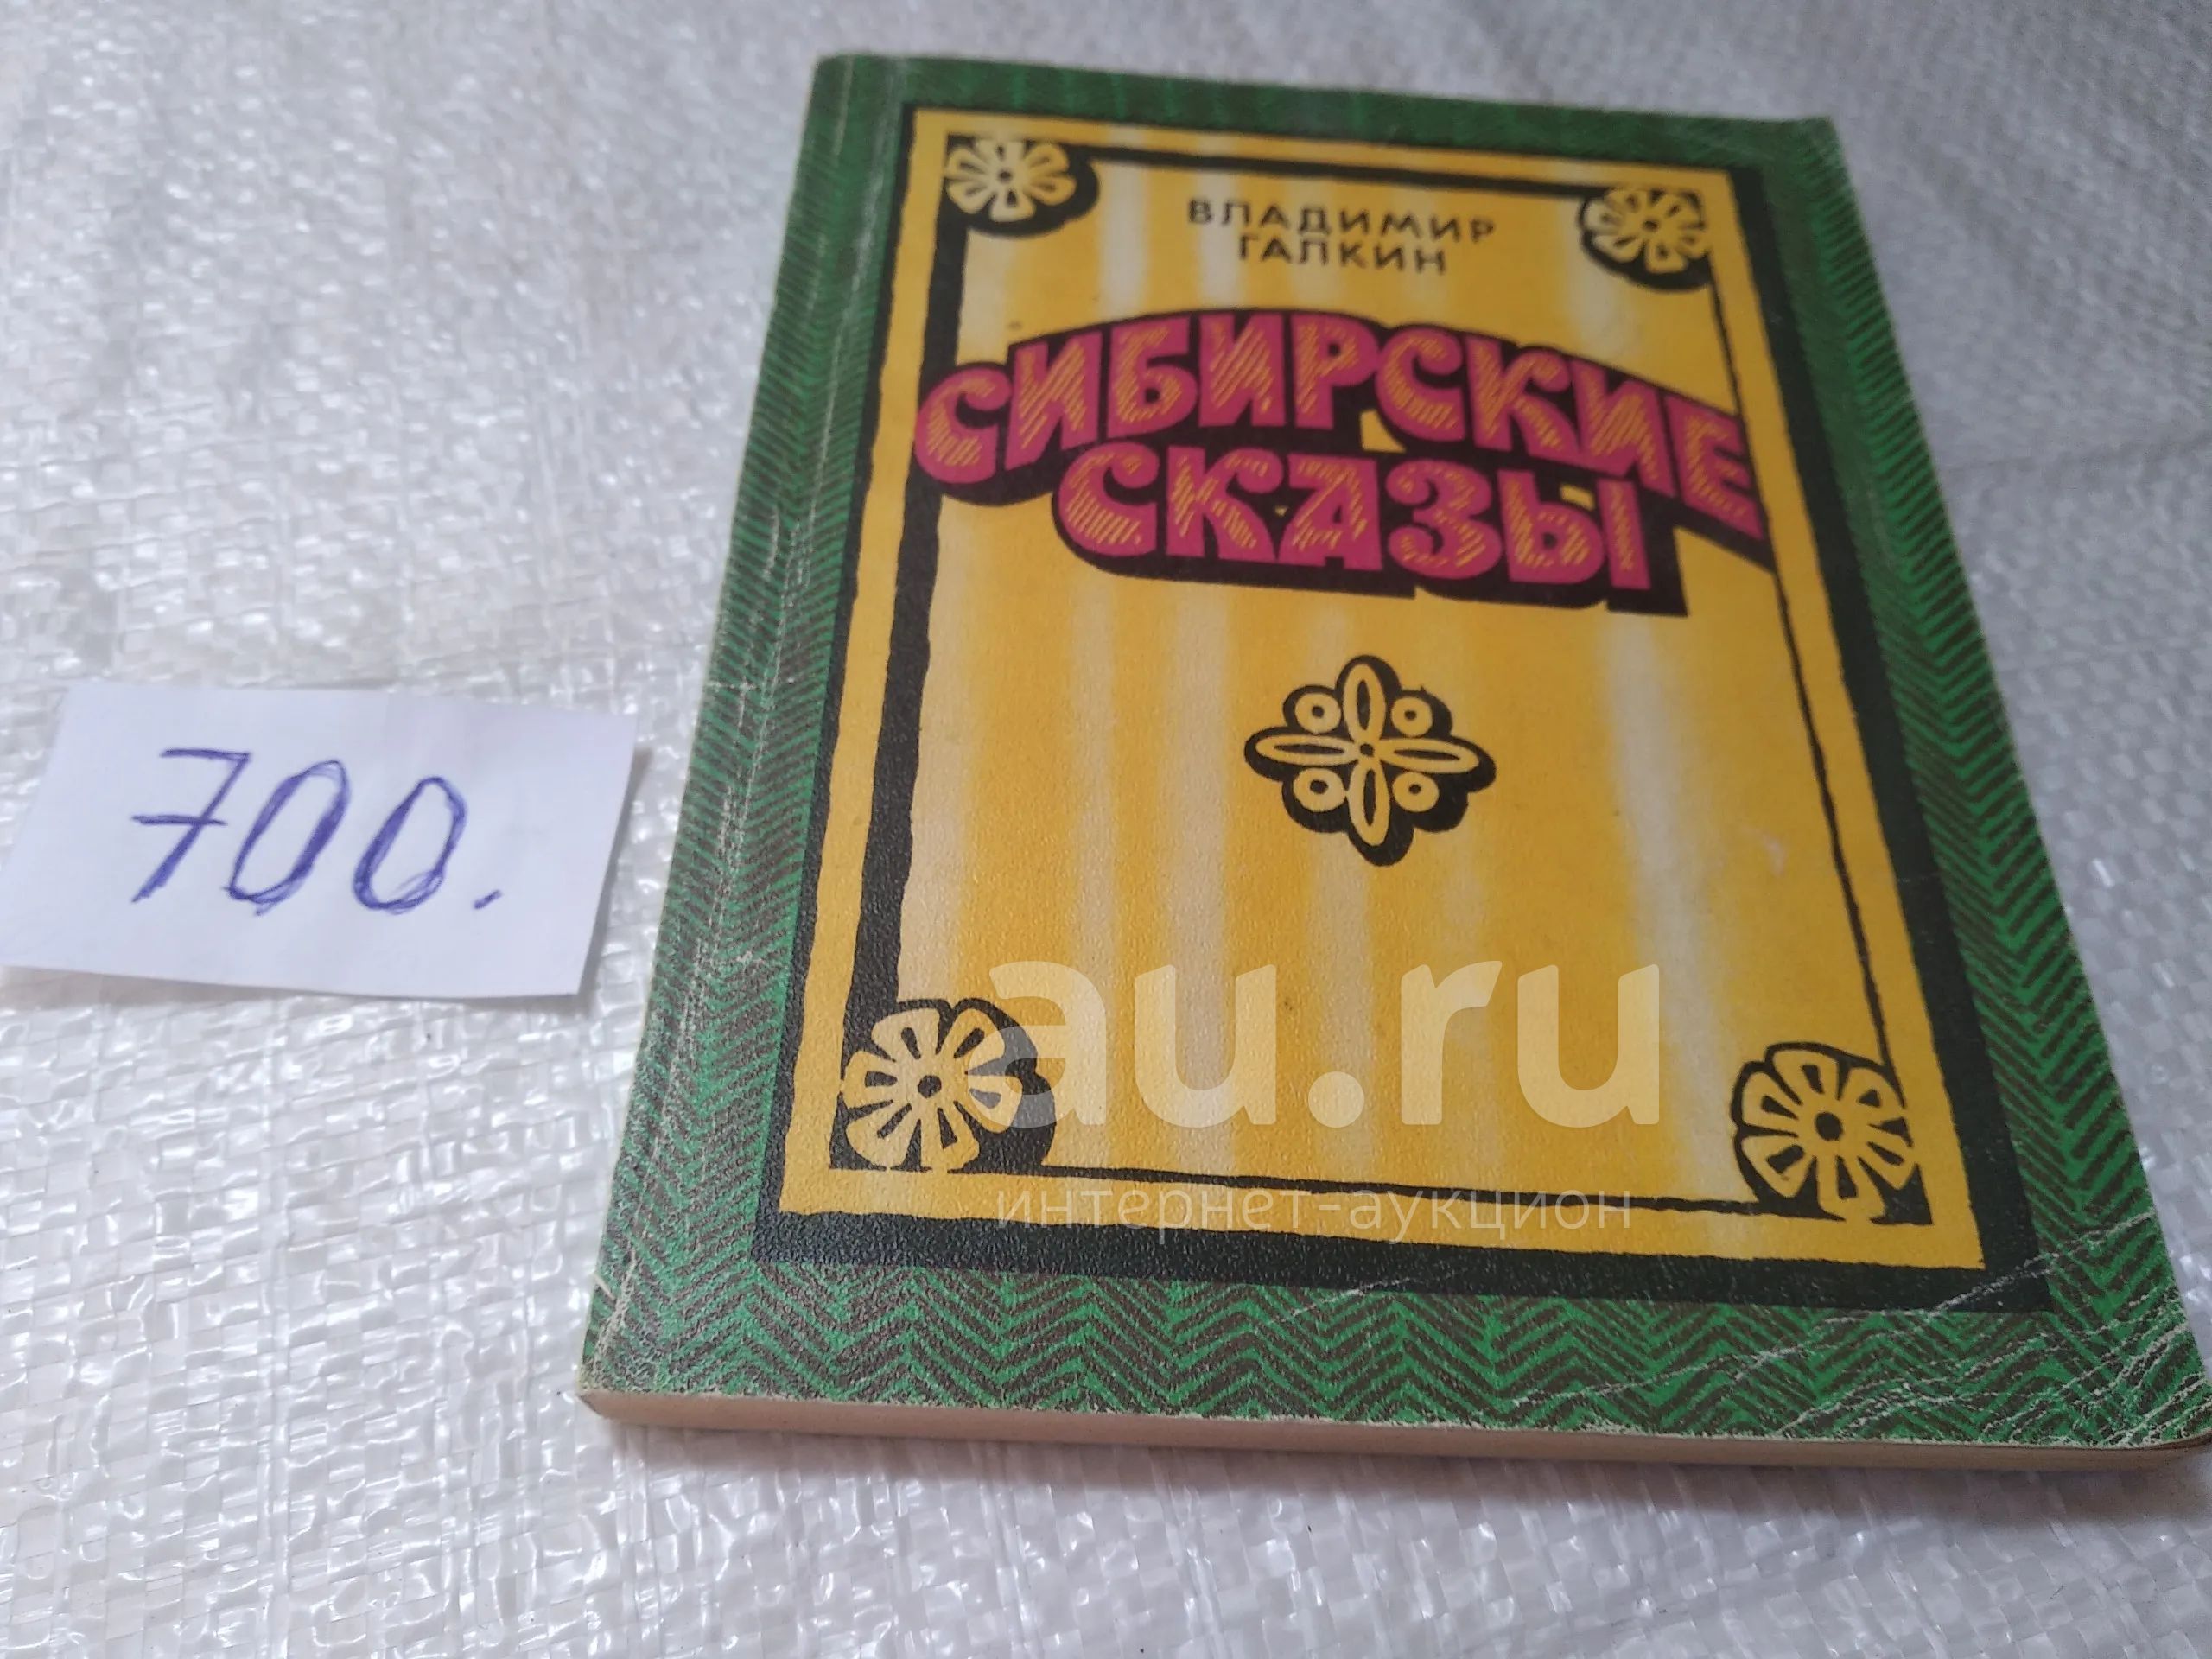 ВЛАДИМИР
ГАЛКИН
СИБИРСКИЕ
СКАЗЫ
700.
au.ru
интернет-аукцион